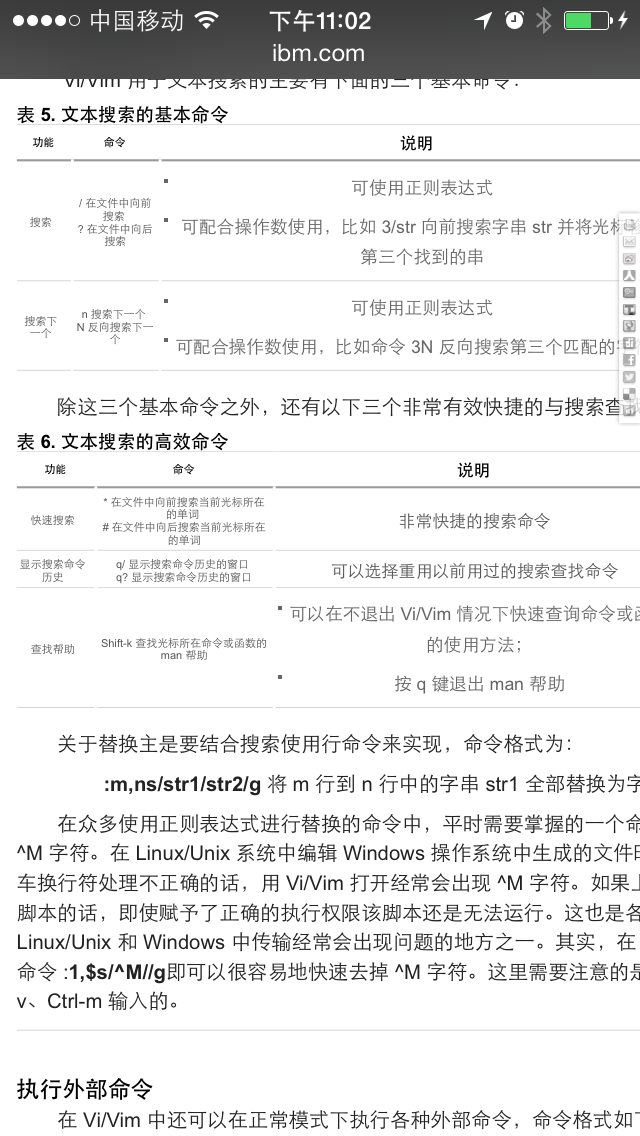 中国移动 下午11:02
ibm.com
Vi/Vim 用于文本搜索的主要有下面的三个基本命令：
表 5. 文本搜索的基本命令
功能 命令 说明
搜索
/ 在文件中向前
搜索
? 在文件中向后
搜索
可使用正则表达式
可配合操作数使用，比如 3/str 向前搜索字串 str 并将光标
第三个找到的串
搜索下
一个
n 搜索下一个
N 反向搜索下一
个
可使用正则表达式
可配合操作数使用，比如命令 3N 反向搜索第三个匹配的
除这三个基本命令之外，还有以下三个非常有效快捷的与搜索查
表 6. 文本搜索的高效命令
功能 命令 说明
快速搜索
* 在文件中向前搜索当前光标所在
的单词
# 在文件中向后搜索当前光标所在
的单词
非常快捷的搜索命令
显示搜索命令
历史
q/ 显示搜索命令历史的窗口
q? 显示搜索命令历史的窗口
可以选择重用以前用过的搜索查找命令
查找帮助
Shift-k 查找光标所在命令或函数的
man 帮助
可以在不退出 Vi/Vim 情况下快速查询命令或函
的使用方法；
按 q 键退出 man 帮助
关于替换主是要结合搜索使用行命令来实现，命令格式为：
:m,ns/str1/str2/g 将 m 行到 n 行中的字串 str1 全部替换为字
在众多使用正则表达式进行替换的命令中，平时需要掌握的一个命
^M 字符。在 Linux/Unix 系统中编辑 Windows 操作系统中生成的文件时
车换行符处理不正确的话，用 Vi/Vim 打开经常会出现 ^M 字符。如果上
脚本的话，即使赋予了正确的执行权限该脚本还是无法运行。这也是各
Linux/Unix 和 Windows 中传输经常会出现问题的地方之一。其实，在
命令 :1,$s/^M//g即可以很容易地快速去掉 ^M 字符。这里需要注意的是
v、Ctrl-m 输入的。
执行外部命令
在 Vi/Vim 中还可以在正常模式下执行各种外部命令，命令格式如下